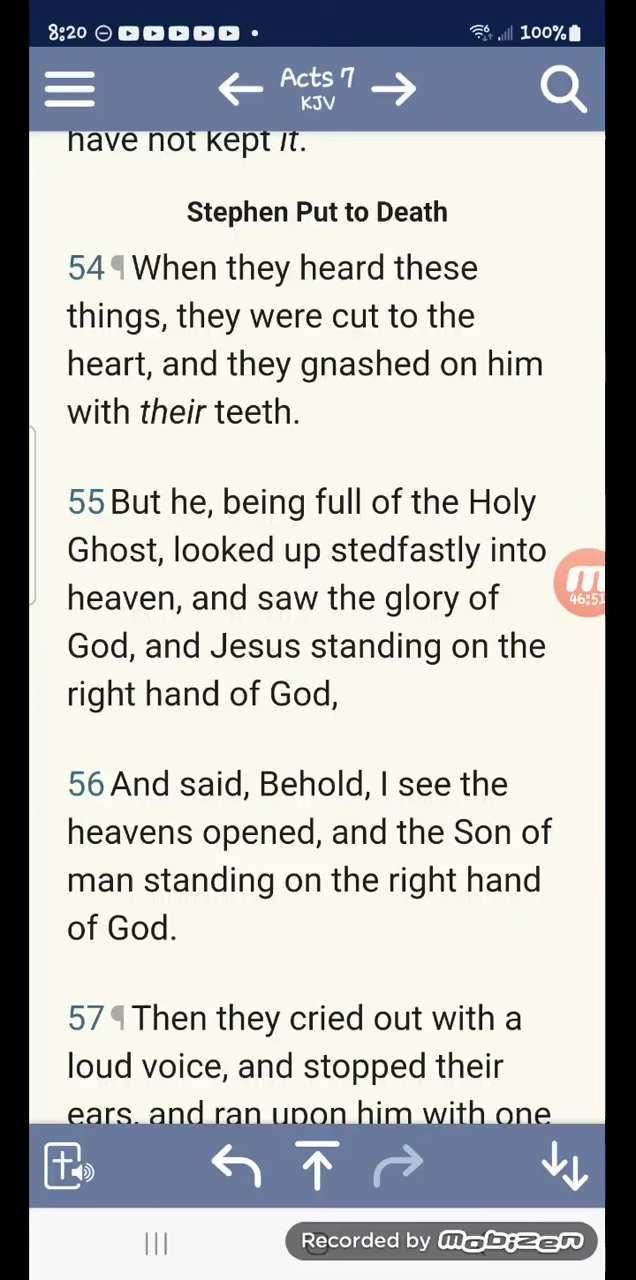 8:20 100%
Acts 7
KJV
have not kept it.
Stephen Put to Death
54 ¶ When they heard these
things, they were cut to the
heart, and they gnashed on him
with their teeth.
55 But he, being full of the Holy
Ghost, looked up stedfastly into
heaven, and saw the glory of
God, and Jesus standing on the
right hand of God,
56 And said, Behold, I see the
heavens opened, and the Son of
man standing on the right hand
of God.
57 ¶ Then they cried out with a
loud voice, and stopped their
ears, and ran upon him with one
46:51
Recorded by mobizen